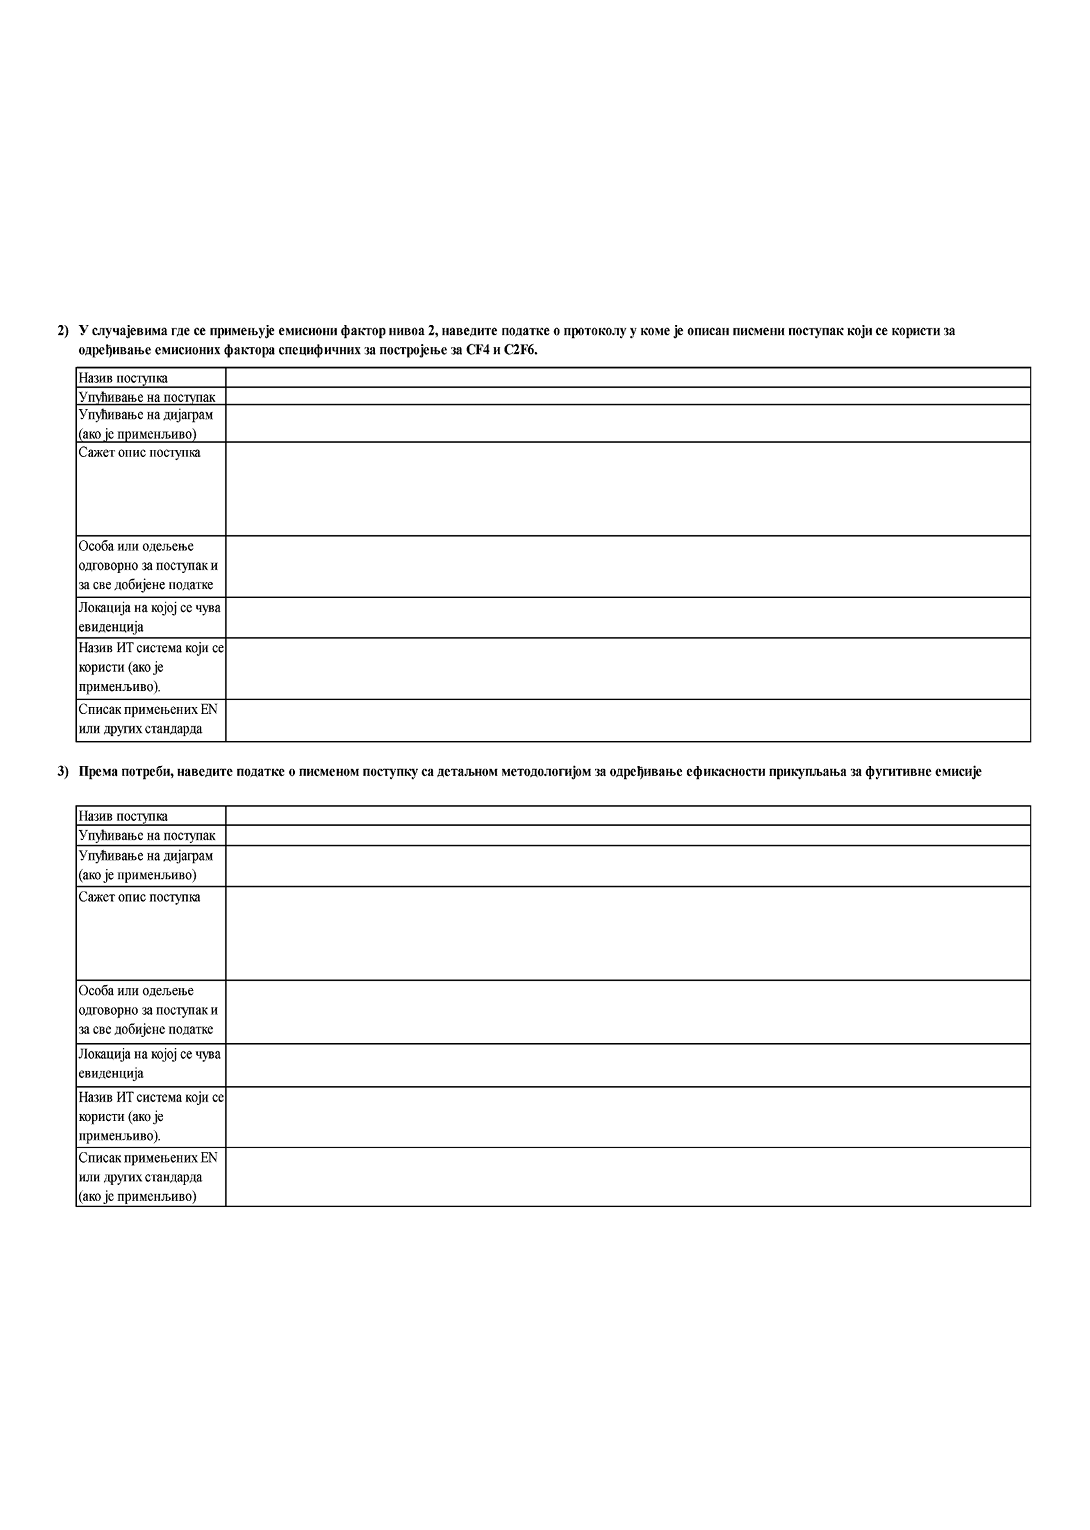 2) У случајевима где се примењује емисиони фактор нивоа 2, наведите податке о протоколу у коме је описан писмени поступак који се користи за
одређивање емисионих фактора специфичних за постројење за CF4 и C2F6.
Назив поступка
Упућивање на поступак
Упућивање на дијаграм
(ако је применљиво)
Сажет опис поступка
Особа или одељење
одговорно за поступак и
за све добијене податке
Локација на којој се чува
евиденција
Назив ИТ система који се
користи (ако је
применљиво).
Списак примењених EN
или других стандарда
3) Према потреби, наведите податке о писменом поступку са детаљном методологијом за одређивање ефикасности прикупљања за фугитивне емисије
Назив поступка
Упућивање на поступак
Упућивање на дијаграм
(ако је применљиво)
Сажет опис поступка
Особа или одељење
одговорно за поступак и
за све добијене податке
Локација на којој се чува
евиденција
Назив ИТ система који се
користи (ако је
применљиво).
Списак примењених EN
или других стандарда
(ако је применљиво)